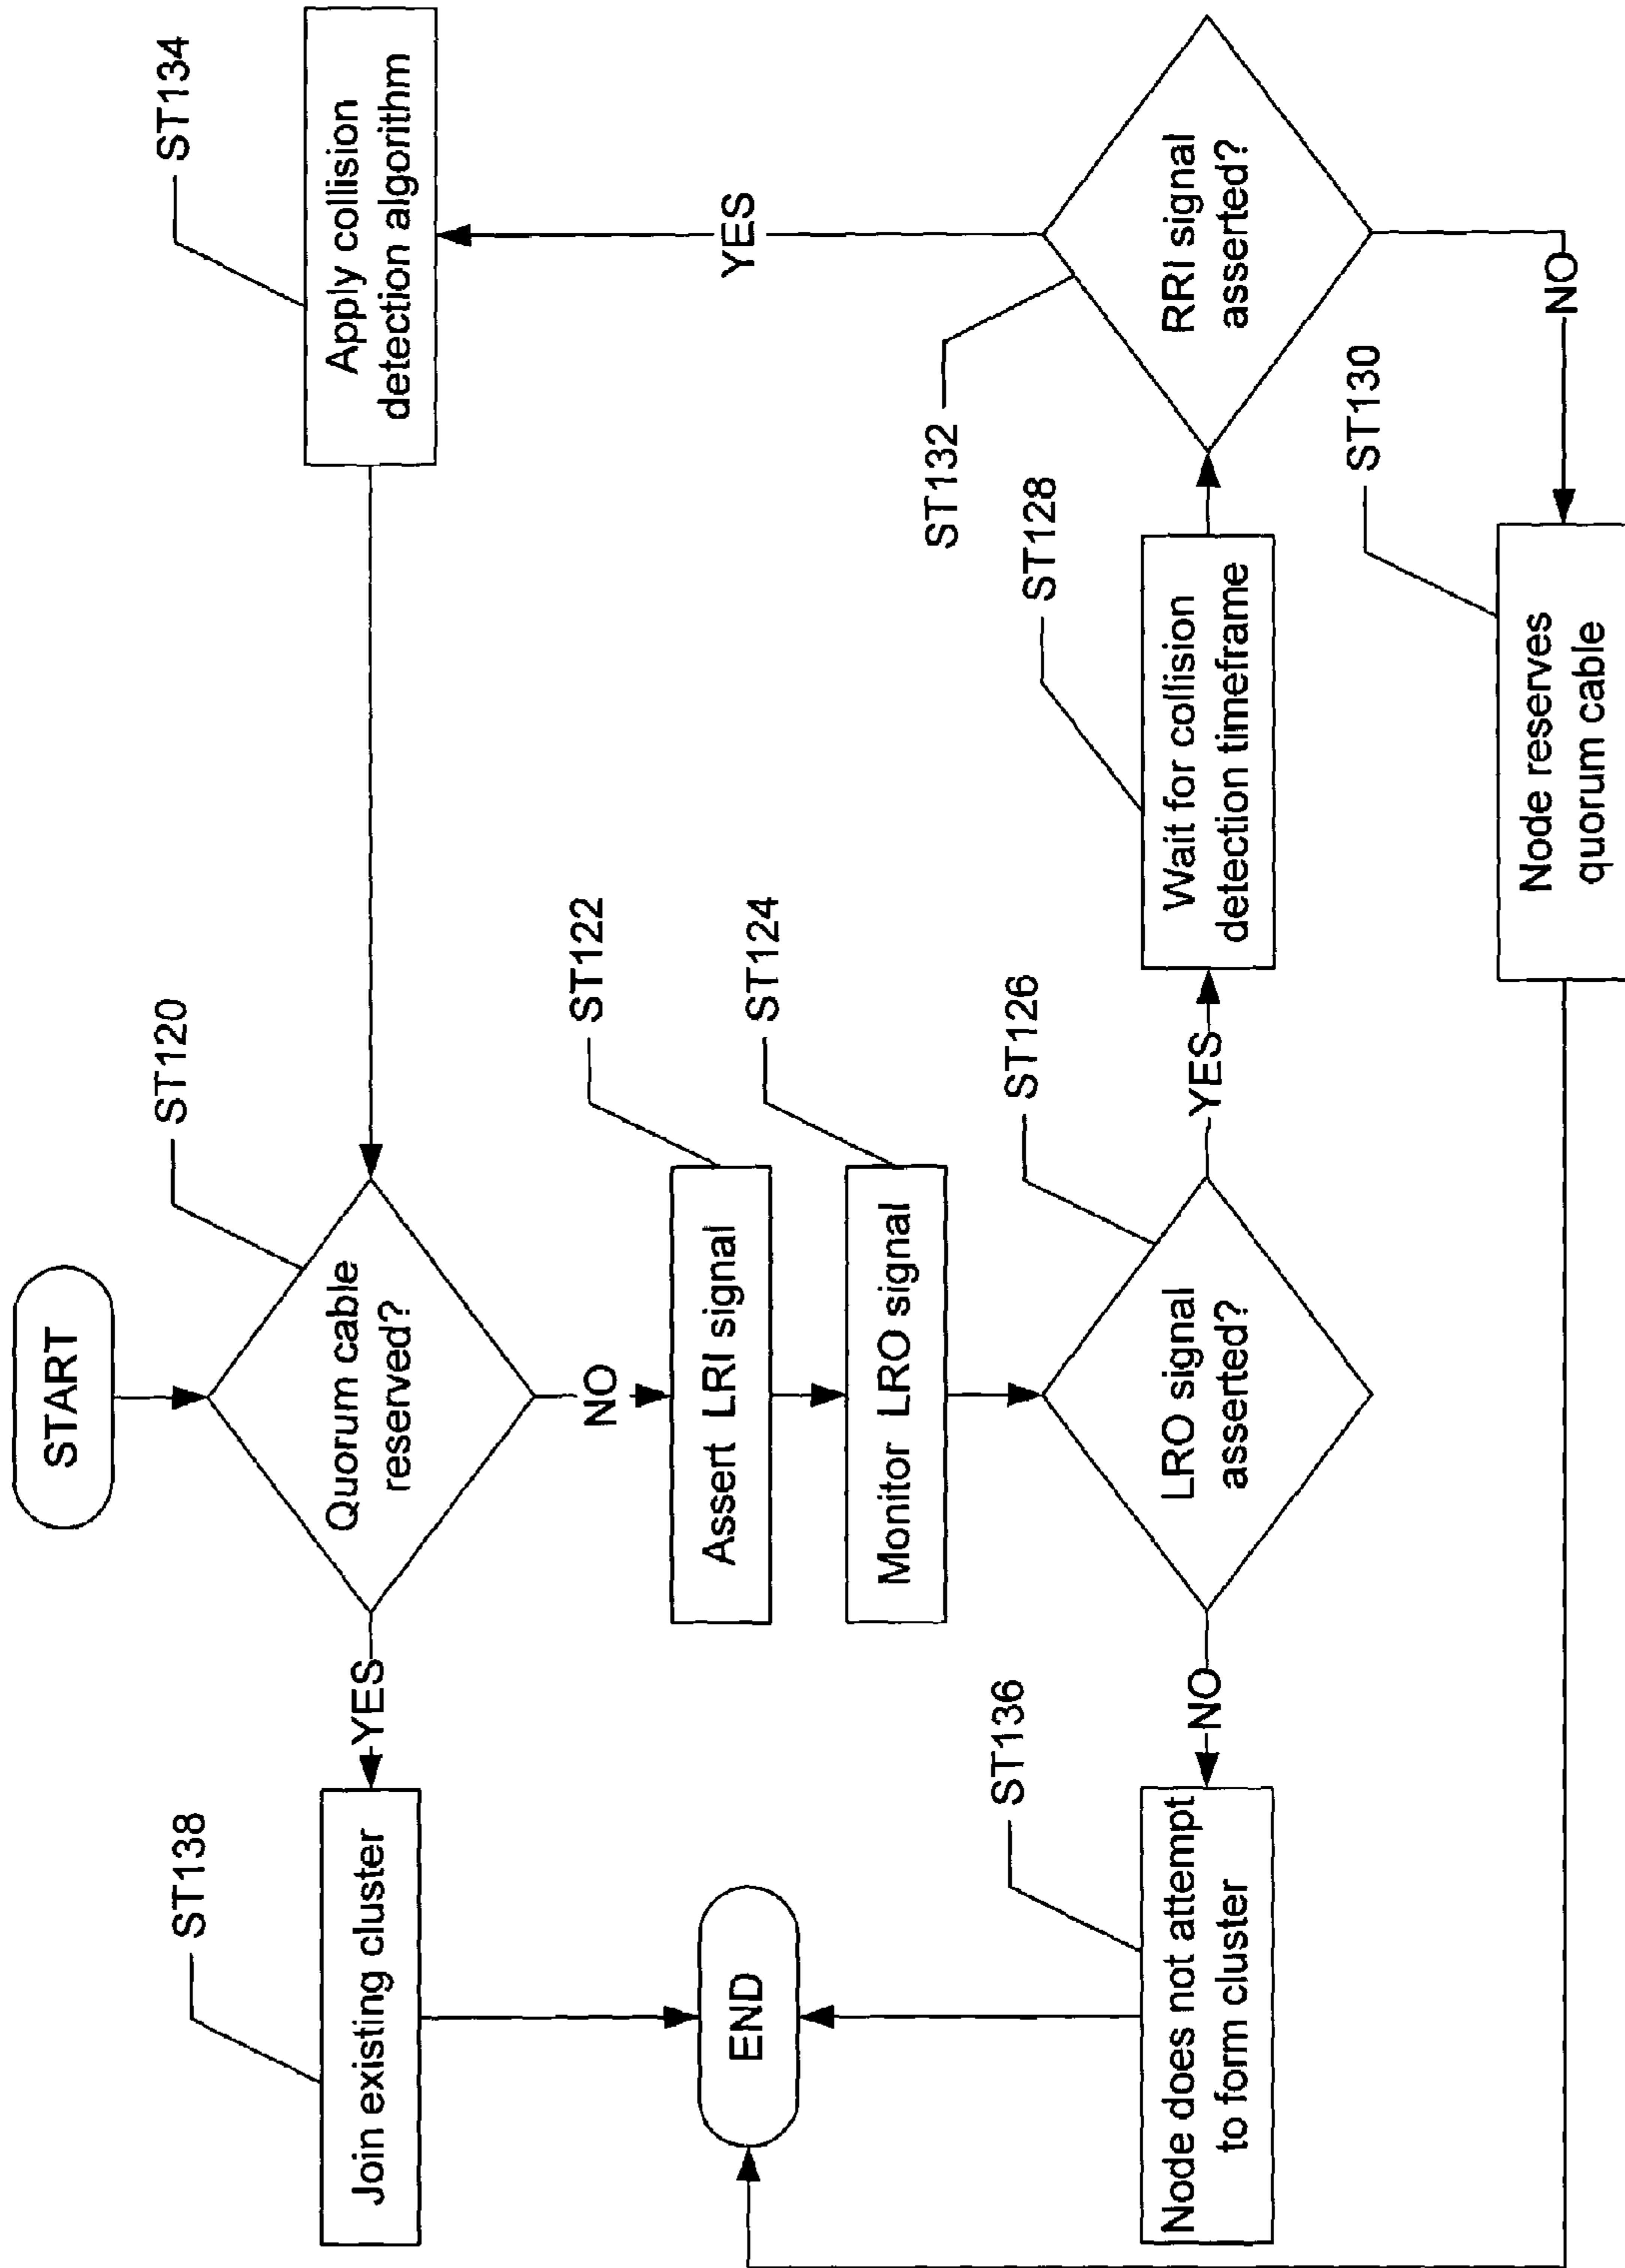 START
ST120
Quorum cable
reserved?
YES
NO
ST138
Join existing cluster
ST134
Apply collision
detection algorithm
ST122
Assert LRI signal
ST124
Monitor LRO signal
ST126
LRO signal
asserted?
NO
YES
ST136
Node does not attempt
to form cluster
END
ST128
Wait for collision
detection timeframe
ST132
RRI signal
asserted?
YES
NO
ST130
Node reserves
quorum cable